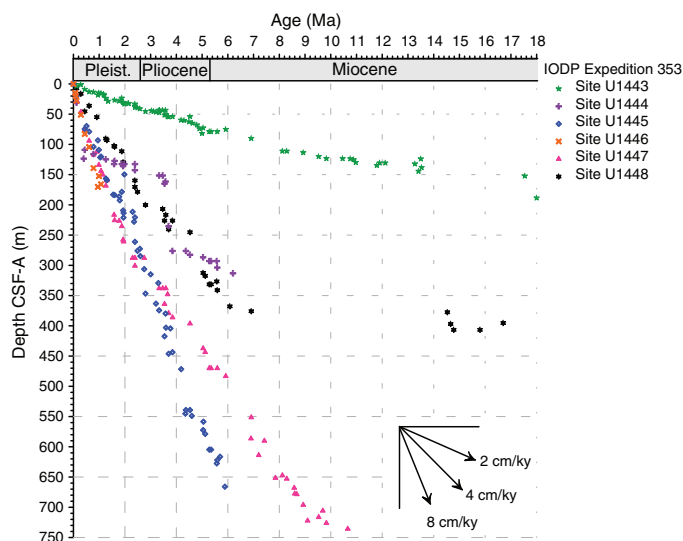 Age (Ma)
0 1 2 3 4 5 6 7 8 9 10 11 12 13 14 15 16 17 18
Pleist. Pliocene Miocene
IODP Expedition 353
Site U1443
Site U1444
Site U1445
Site U1446
Site U1447
Site U1448
Depth CSF-A (m)
0
50
100
150
200
250
300
350
400
450
500
550
600
650
700
750
2 cm/ky
4 cm/ky
8 cm/ky